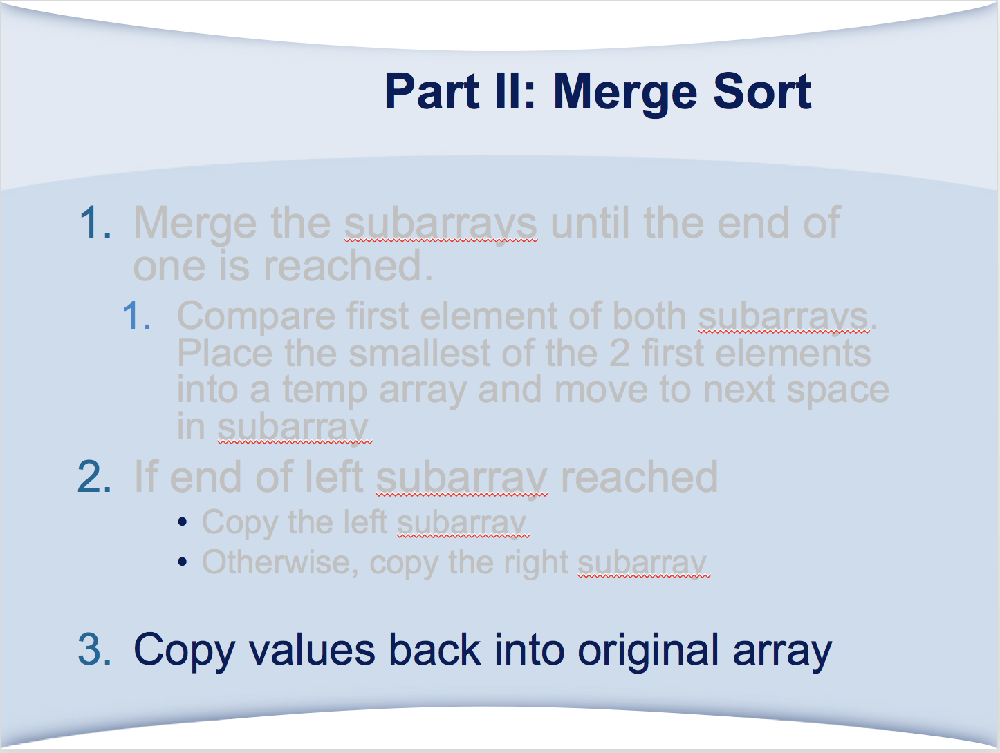 Part II: Merge Sort
1. Merge the subarrays until the end of
one is reached.
1. Compare first element of both subarrays.
Place the smallest of the 2 first elements
into a temp array and move to next space
in subarray
2. If end of left subarray reached
• Copy the left subarray
• Otherwise, copy the right subarray
3. Copy values back into original array